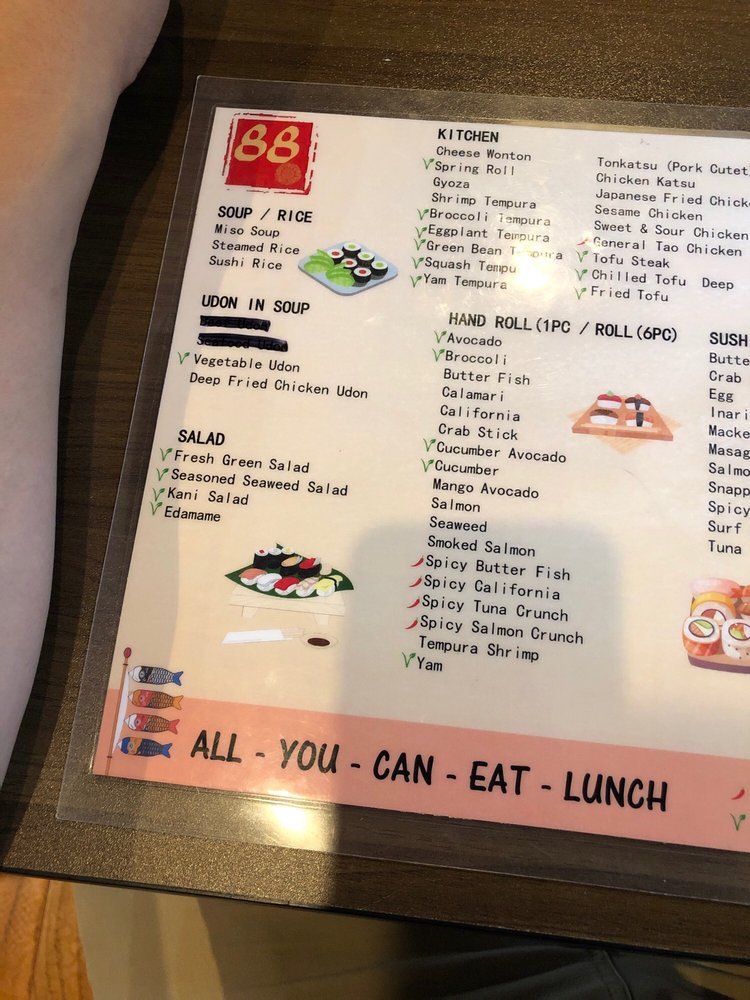 88
SOUP / RICE
Miso Soup
Steamed Rice
Sushi Rice
UDON IN SOUP
Vegetable Udon
Deep Fried Chicken Udon
SALAD
Fresh Green Salad
Seasoned Seaweed Salad
Kani Salad
Edamame
KITCHEN
Cheese Wonton
Spring Roll
Gyoza
Shrimp Tempura
Broccoli Tempura
Eggplant Tempura
Green Bean Tempura
Squash Tempu
Yam Tempura
Tonkatsu (Pork Cutet
Chicken Katsu
Japanese Fried Chick
Sesame Chicken
Sweet & Sour Chicken
General Tao Chicken
Tofu Steak
Chilled Tofu Deep
Fried Tofu
HAND ROLL(1PC / ROLL(6PC)
Avocado
Broccoli
Butter Fish
Calamari
California
Crab Stick
Cucumber Avocado
Cucumber
Mango Avocado
Salmon
Seaweed
Smoked Salmon
Spicy Butter Fish
Spicy California
Spicy Tuna Crunch
Spicy Salmon Crunch
Tempura Shrimp
Yam
SUSH
Butte
Crab
Egg
Inari
Macke
Masag
Salmo
Snapp
Spicy
Surf
Tuna
ALL - YOU - CAN - EAT - LUNCH